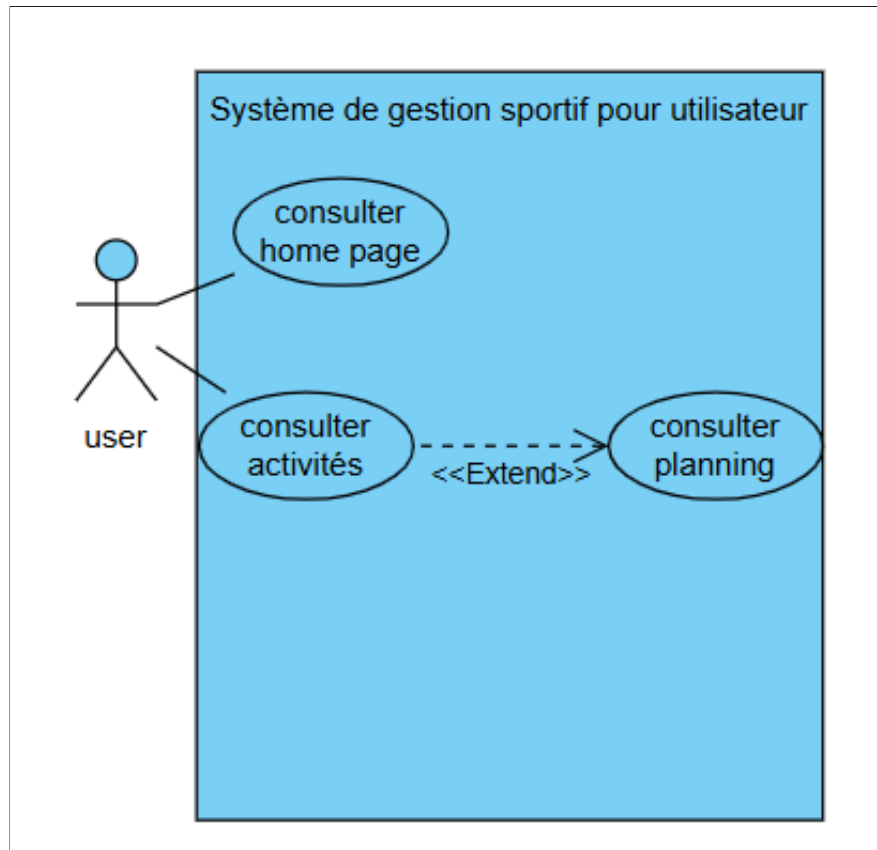 Système de gestion sportif pour utilisateur
consulter
home page
user
consulter
activités
<<Extend>>
consulter
planning